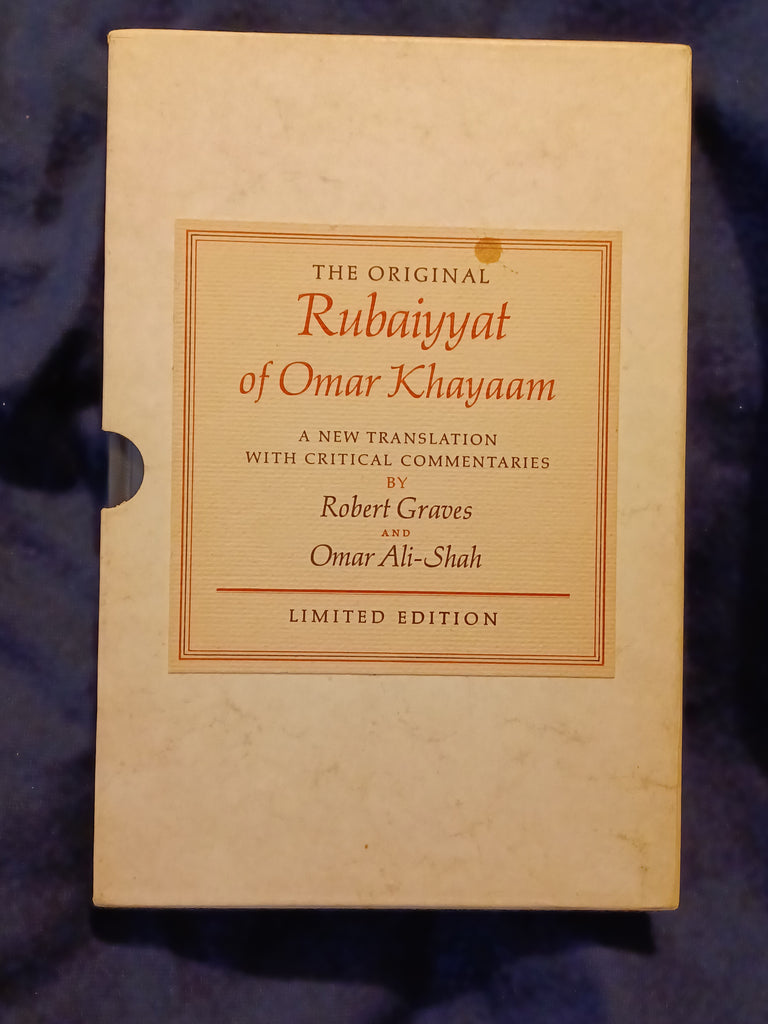 THE ORIGINAL
Rubaiyyat
of Omar Khayaam
A NEW TRANSLATION
WITH CRITICAL COMMENTARIES
BY
Robert Graves
AND
Omar Ali-Shah
LIMITED EDITION